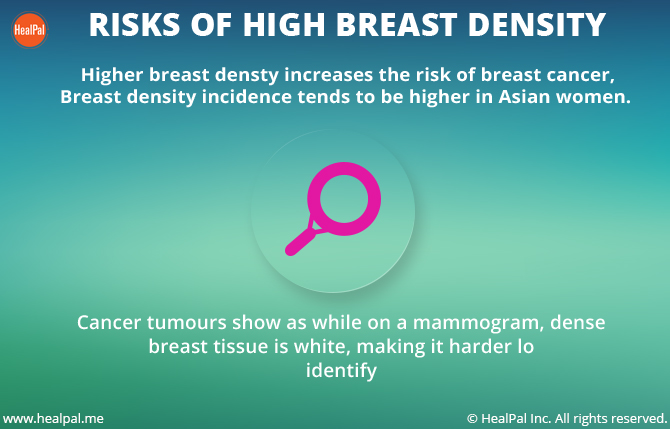 HealPal
RISKS OF HIGH BREAST DENSITY
Higher breast densty increases the risk of breast cancer,
Breast density incidence tends to be higher in Asian women.
Cancer tumours show as while on a mammogram, dense
breast tissue is white, making it harder lo
identify
www.healpal.me
© HealPal Inc. All rights reserved.